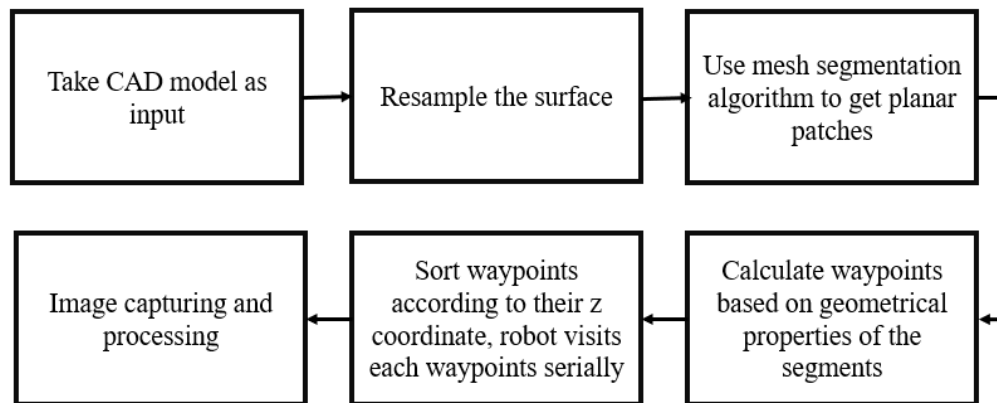 Take CAD model as
input
Resample the surface
Use mesh segmentation
algorithm to get planar
patches
Image capturing and
processing
Sort waypoints
according to their z
coordinate, robot visits
each waypoints serially
Calculate waypoints
based on geometrical
properties of the
segments